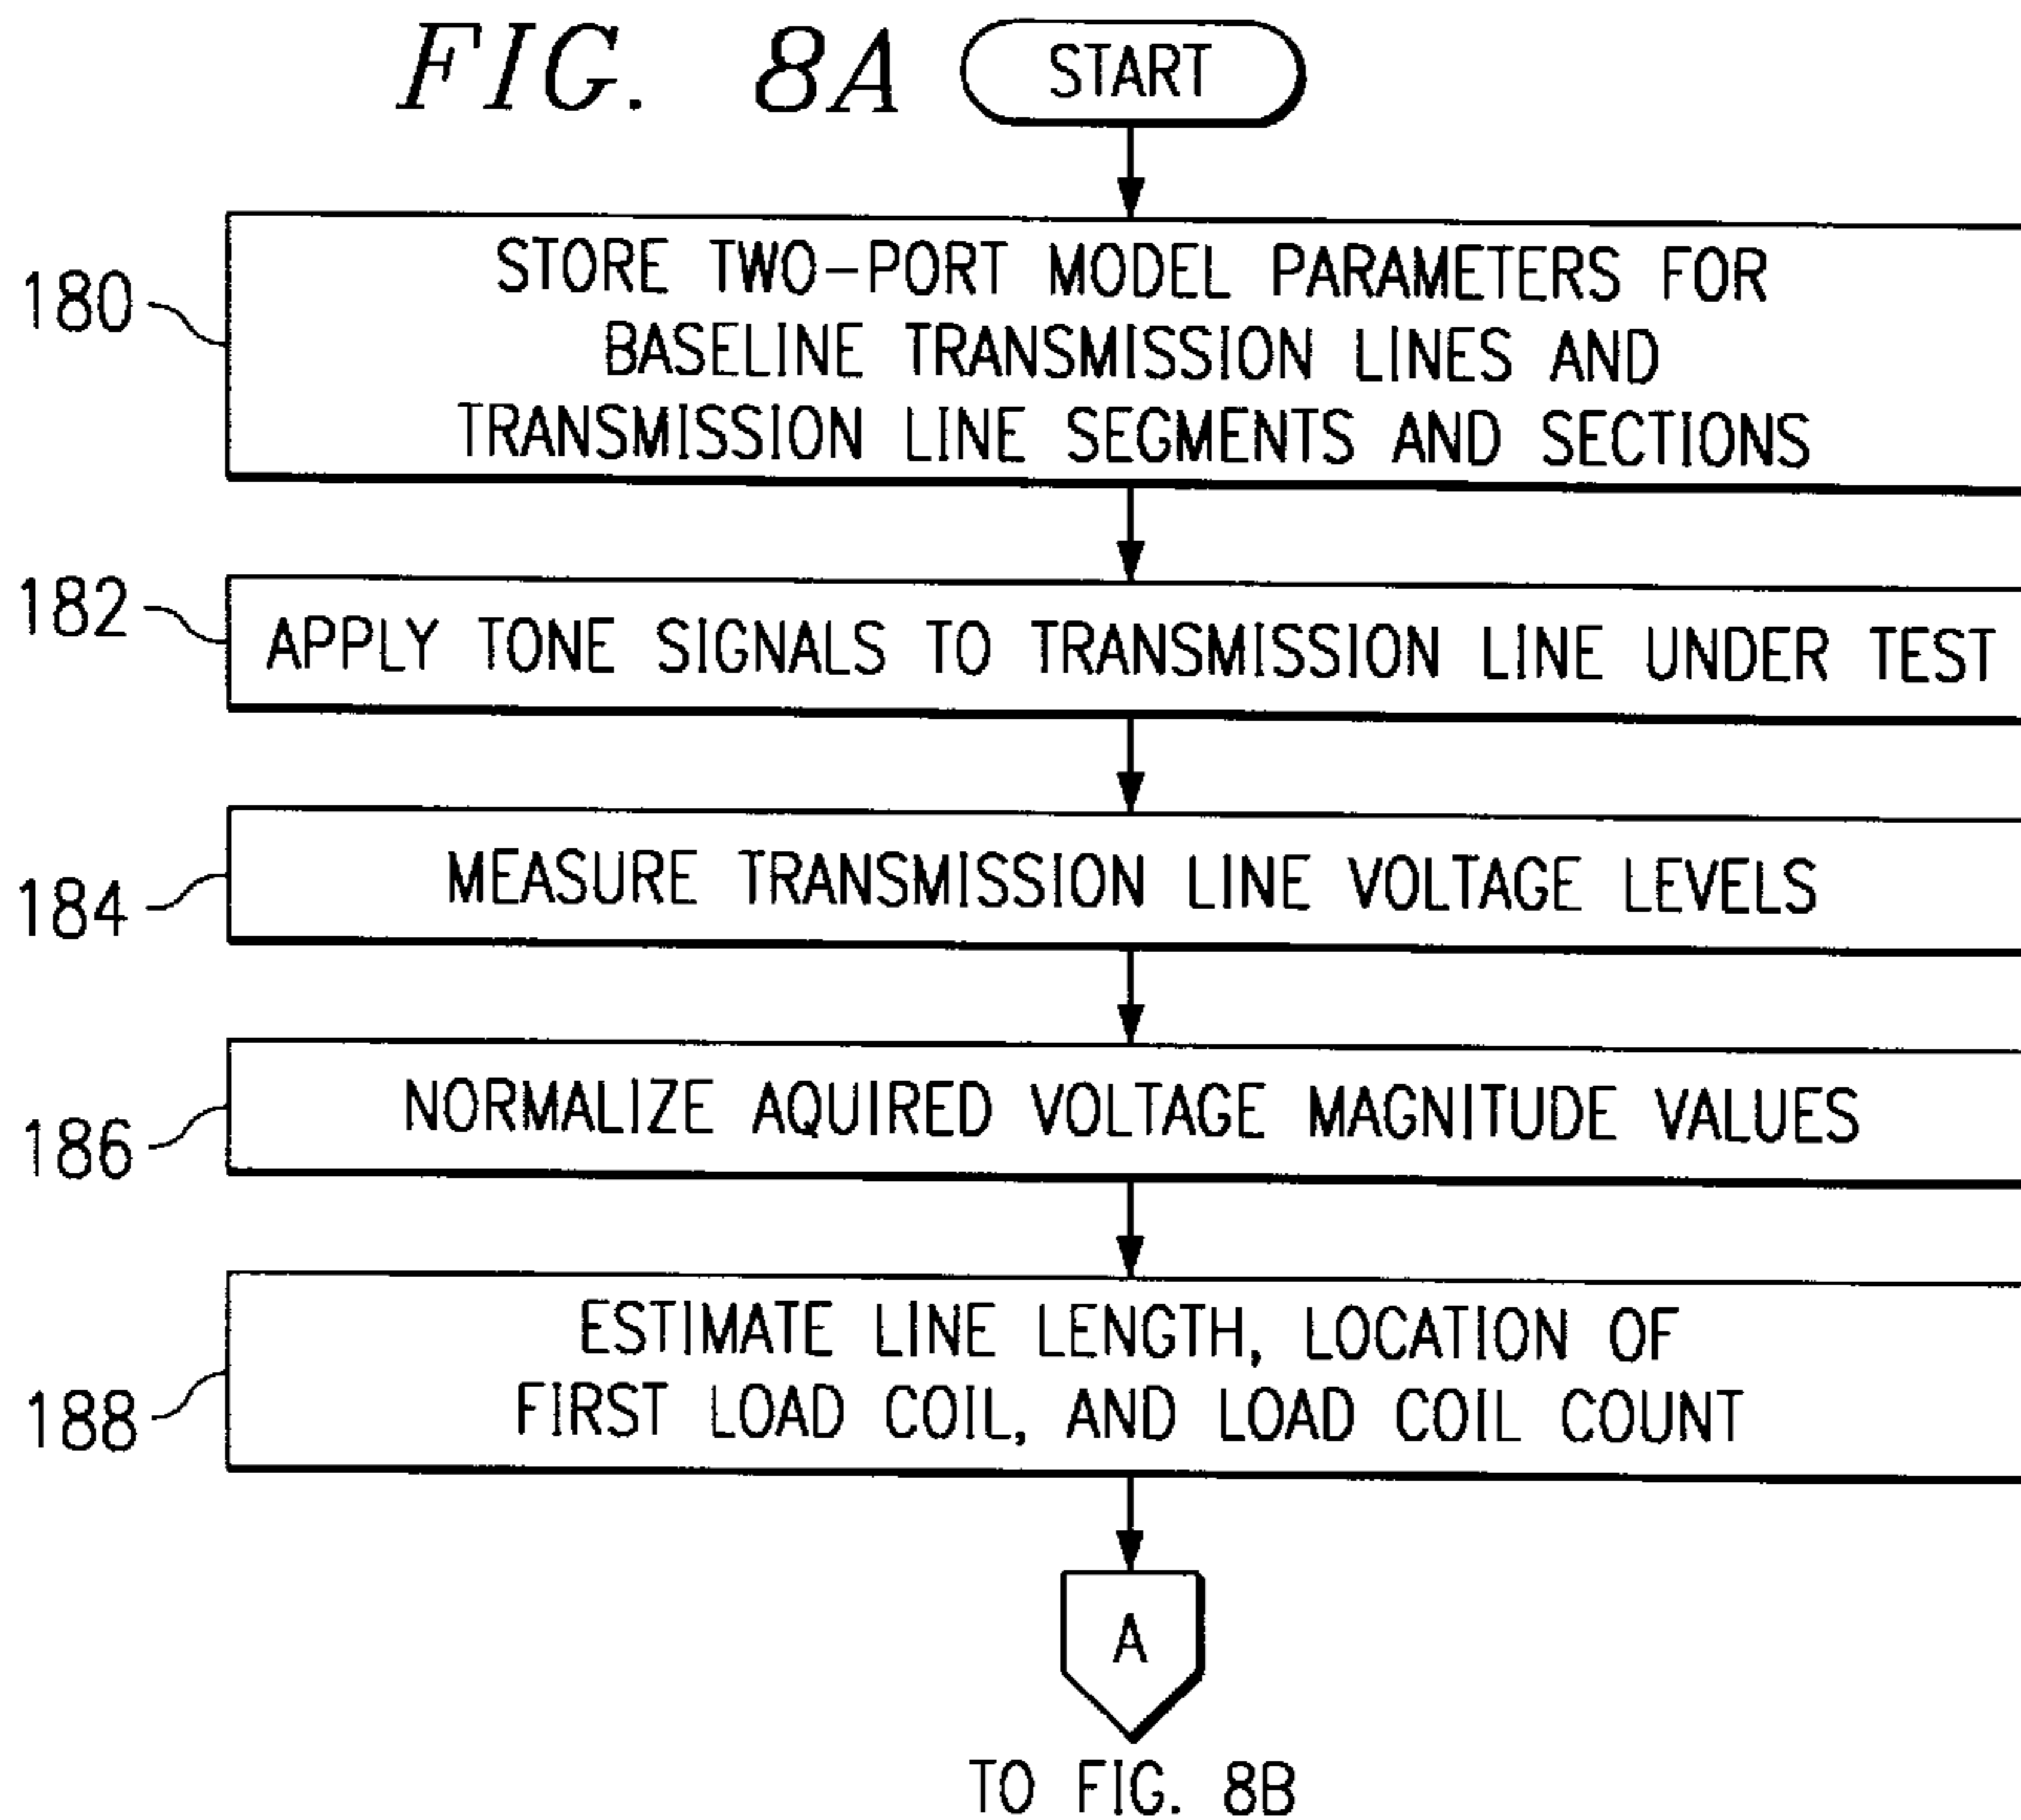 FIG. 8A
START
180
STORE TWO-PORT MODEL PARAMETERS FOR
BASELINE TRANSMISSION LINES AND
TRANSMISSION LINE SEGMENTS AND SECTIONS
182
APPLY TONE SIGNALS TO TRANSMISSION LINE UNDER TEST
184
MEASURE TRANSMISSION LINE VOLTAGE LEVELS
186
NORMALIZE AQUIRED VOLTAGE MAGNITUDE VALUES
188
ESTIMATE LINE LENGTH, LOCATION OF
FIRST LOAD COIL, AND LOAD COIL COUNT
A
TO FIG. 8B